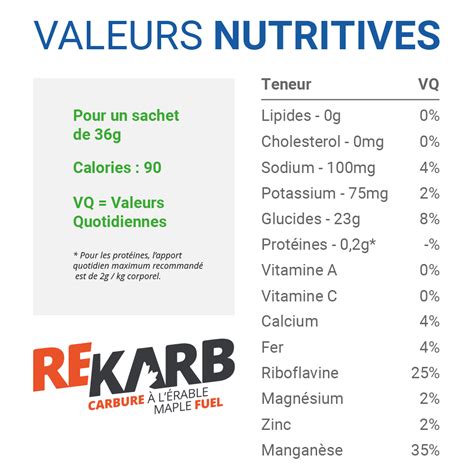 VALEURS NUTRITIVES
Pour un sachet
de 36g
Calories : 90
VQ = Valeurs
Quotidiennes
* Pour les protéines, l'apport
quotidien maximum recommandé
est de 2g / kg corporel.
REKARB
CARBURE À L'ÉRABLE
MAPLE FUEL
Teneur VQ
Lipides - 0g 0%
Cholesterol - 0mg 0%
Sodium - 100mg 4%
Potassium - 75mg 2%
Glucides - 23g 8%
Protéines - 0,2g* -%
Vitamine A 0%
Vitamine C 0%
Calcium 4%
Fer 4%
Riboflavine 25%
Magnésium 2%
Zinc 2%
Manganèse 35%